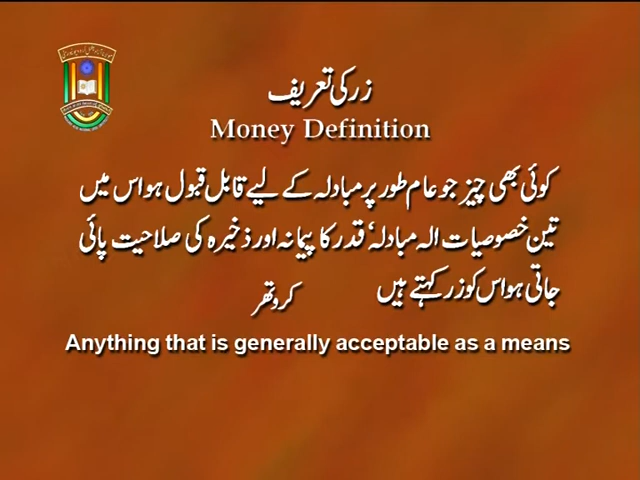 زر کی تعریف
Money Definition
کوئی بھی چیز جو عام طور پر مبادلہ کے لیے قابل قبول ہو اس میں
تین خصوصیات الہ مبادلہ، قدر کا پیمانہ اور ذخیرہ کی صلاحیت پائی
جاتی ہو اس کو زر کہتے ہیں
کروتھر
Anything that is generally acceptable as a means